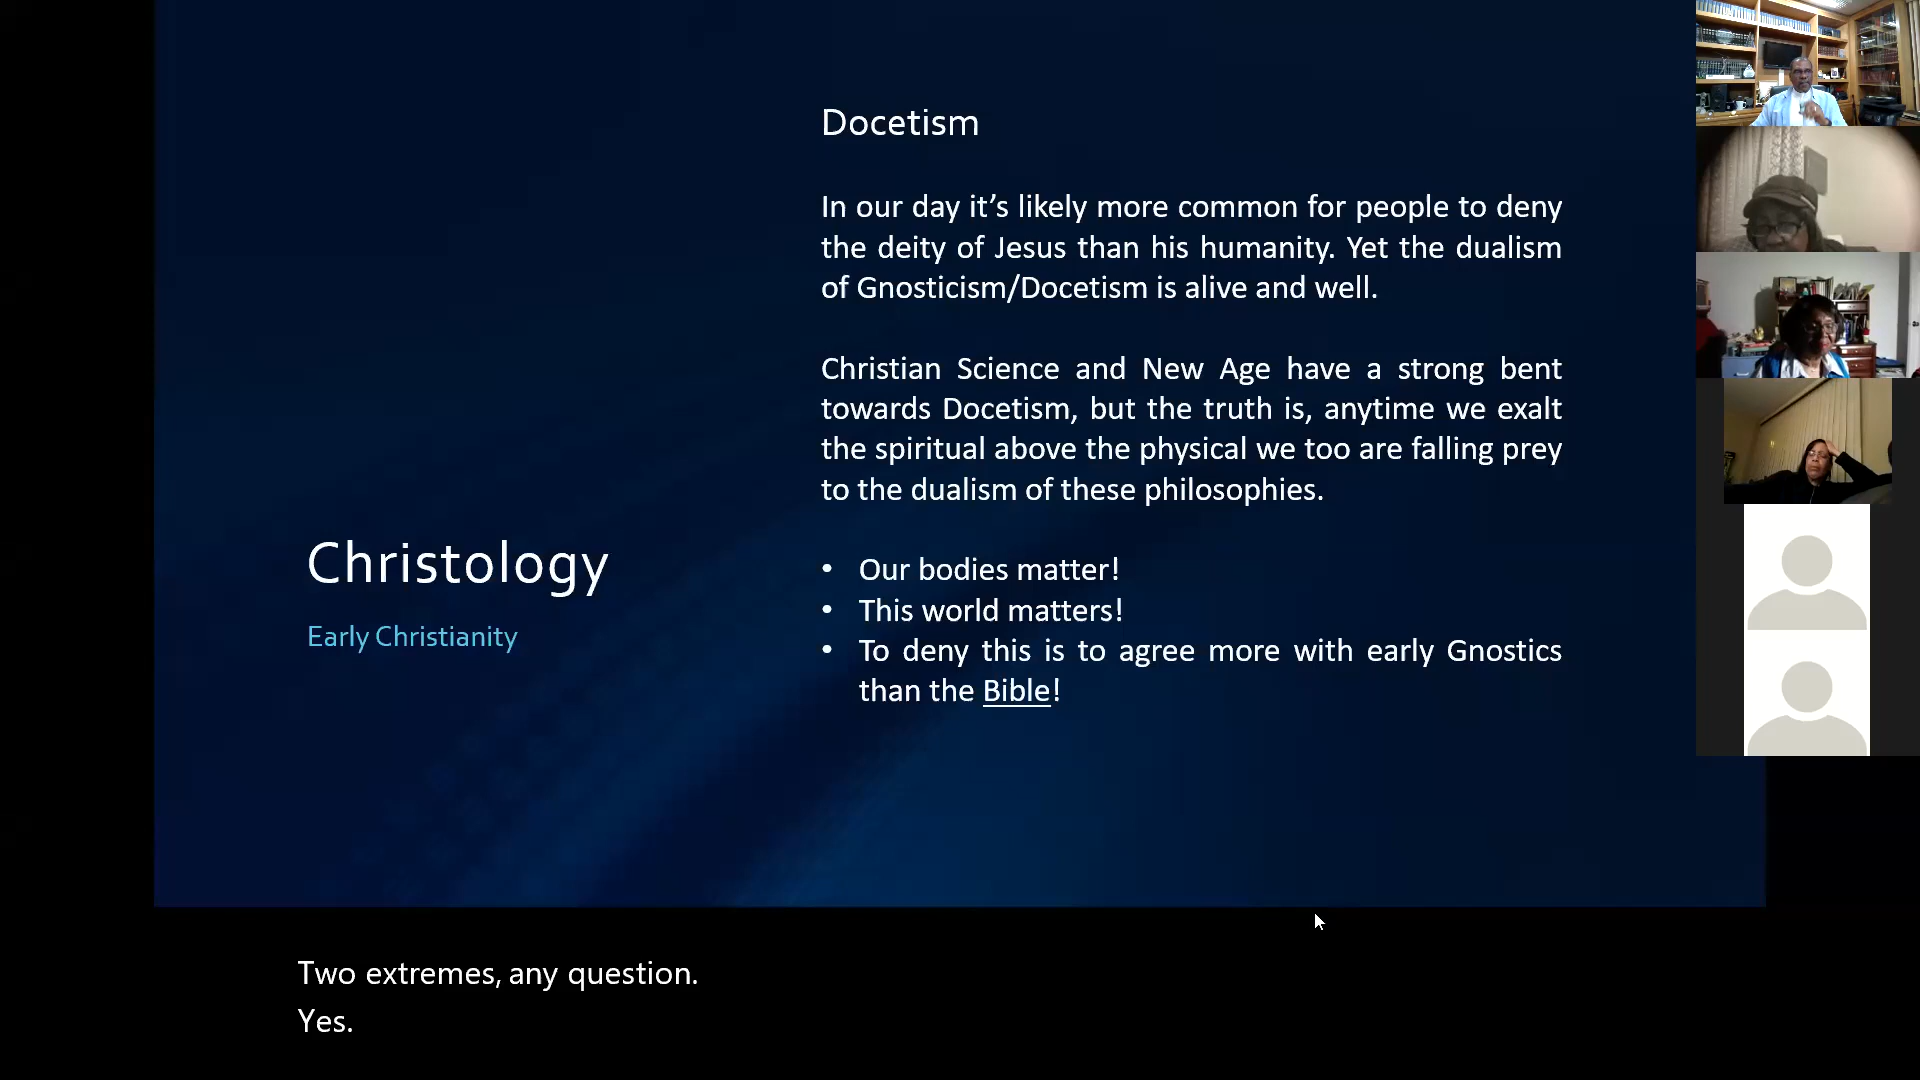 Docetism
In our day it’s likely more common for people to deny
the deity of Jesus than his humanity. Yet the dualism
of Gnosticism/Docetism is alive and well.
Christian Science and New Age have a strong bent
towards Docetism, but the truth is, anytime we exalt
the spiritual above the physical we too are falling prey
to the dualism of these philosophies.
• Our bodies matter!
• This world matters!
• To deny this is to agree more with early Gnostics
than the Bible!
Christology
Early Christianity
Two extremes, any question.
Yes.